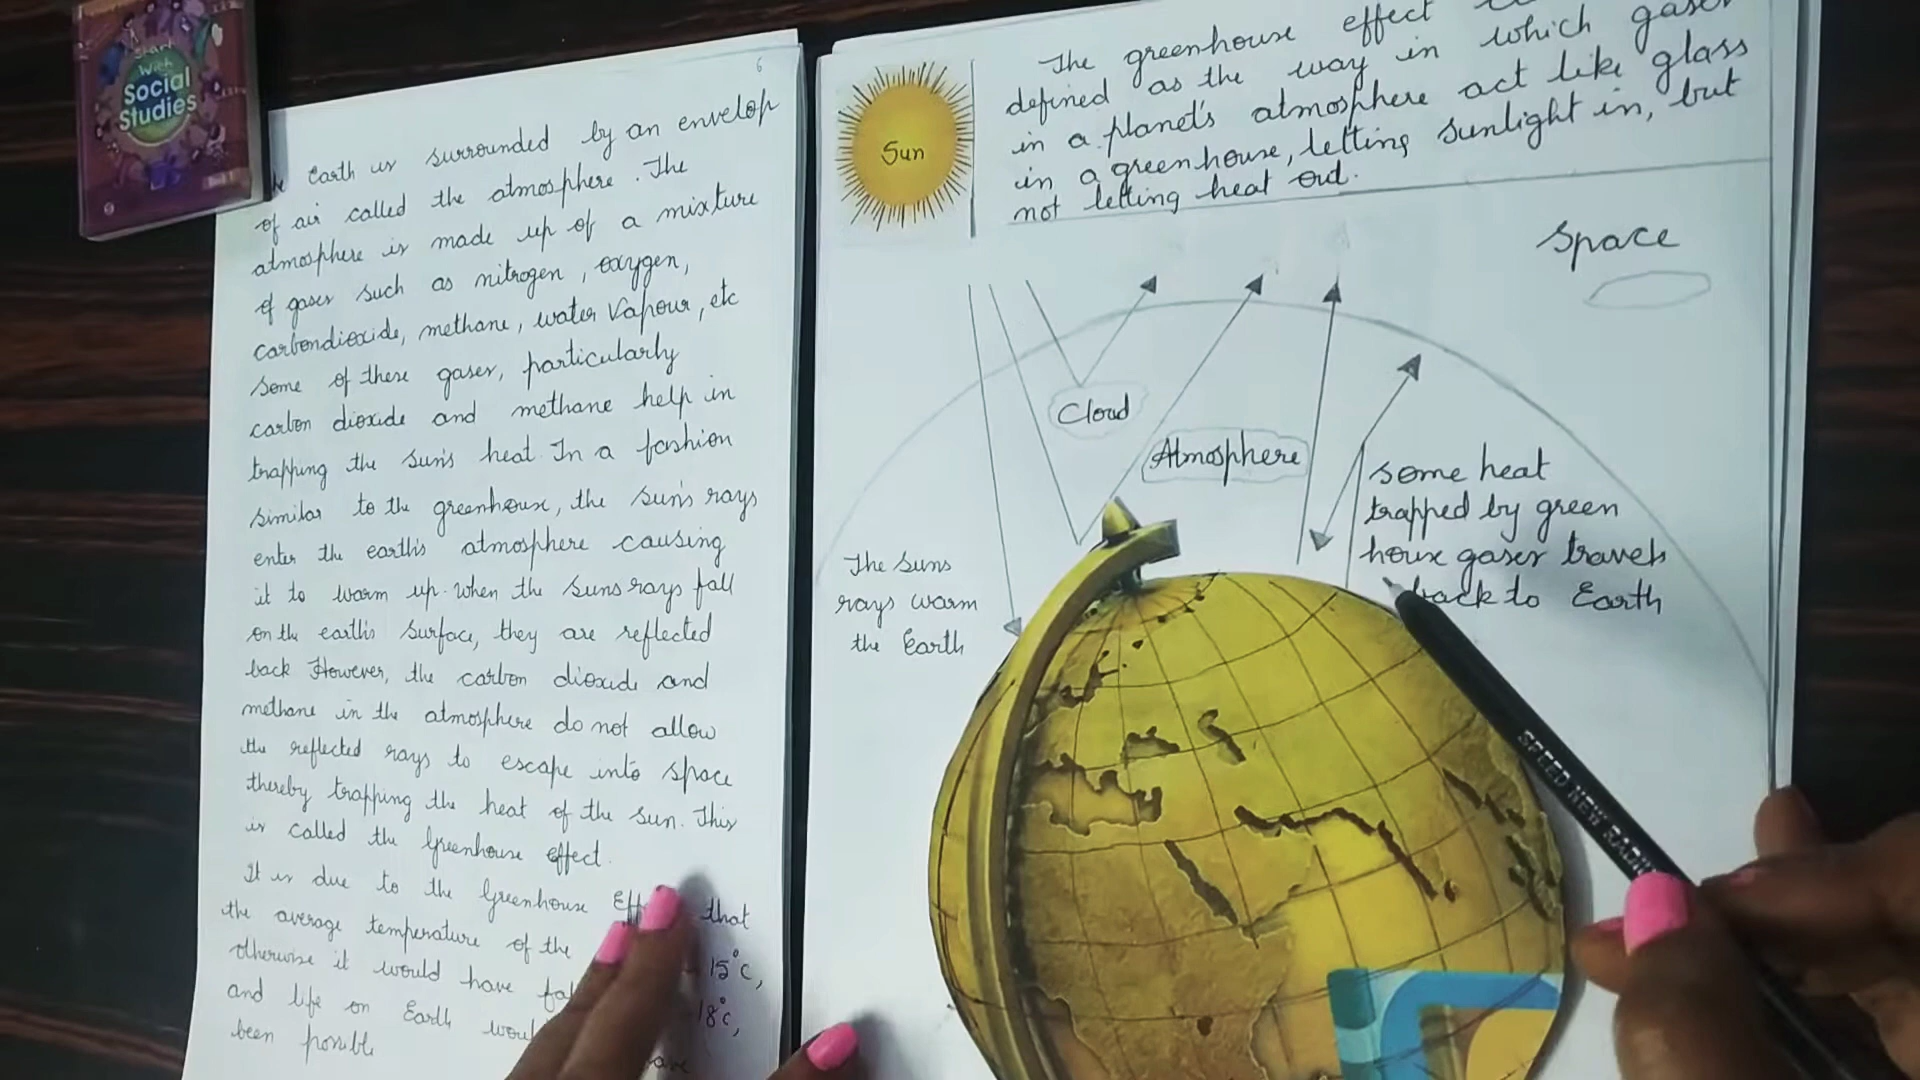 Start
With
Social
Studies
6
Earth is surrounded by an envelop
of air called the atmosphere. The
atmosphere is made up of a mixture
of gases such as nitrogen, oxygen,
carbondioxide, methane, water Vapour, etc
some of these gases, particularly
carbon dioxide and methane help in
trapping the sun's heat In a fashion
similar to the greenhouse, the sun's rays
enter the earth's atmosphere causing
it to warm up. when the suns rays fall
on the earth's surface, they are reflected
back However, the carbon dioxide and
methane in the atmosphere do not allow
the reflected rays to escape into space
thereby trapping the heat of the sun. This
is called the Greenhouse effect.
It is due to the Greenhouse that
the average temperature of the 15°c,
otherwise it would have 18°c,
and life on Earth
been possible
Sun
The greenhouse effect
defined as the way in which gases
in a planet's atmosphere act like glass
in a greenhouse, letting sunlight in, but
not letting heat out.
Space
Cloud
Atmosphere
some heat
trapped by green
house gases travels
back to Earth
The suns
rays warm
the Earth